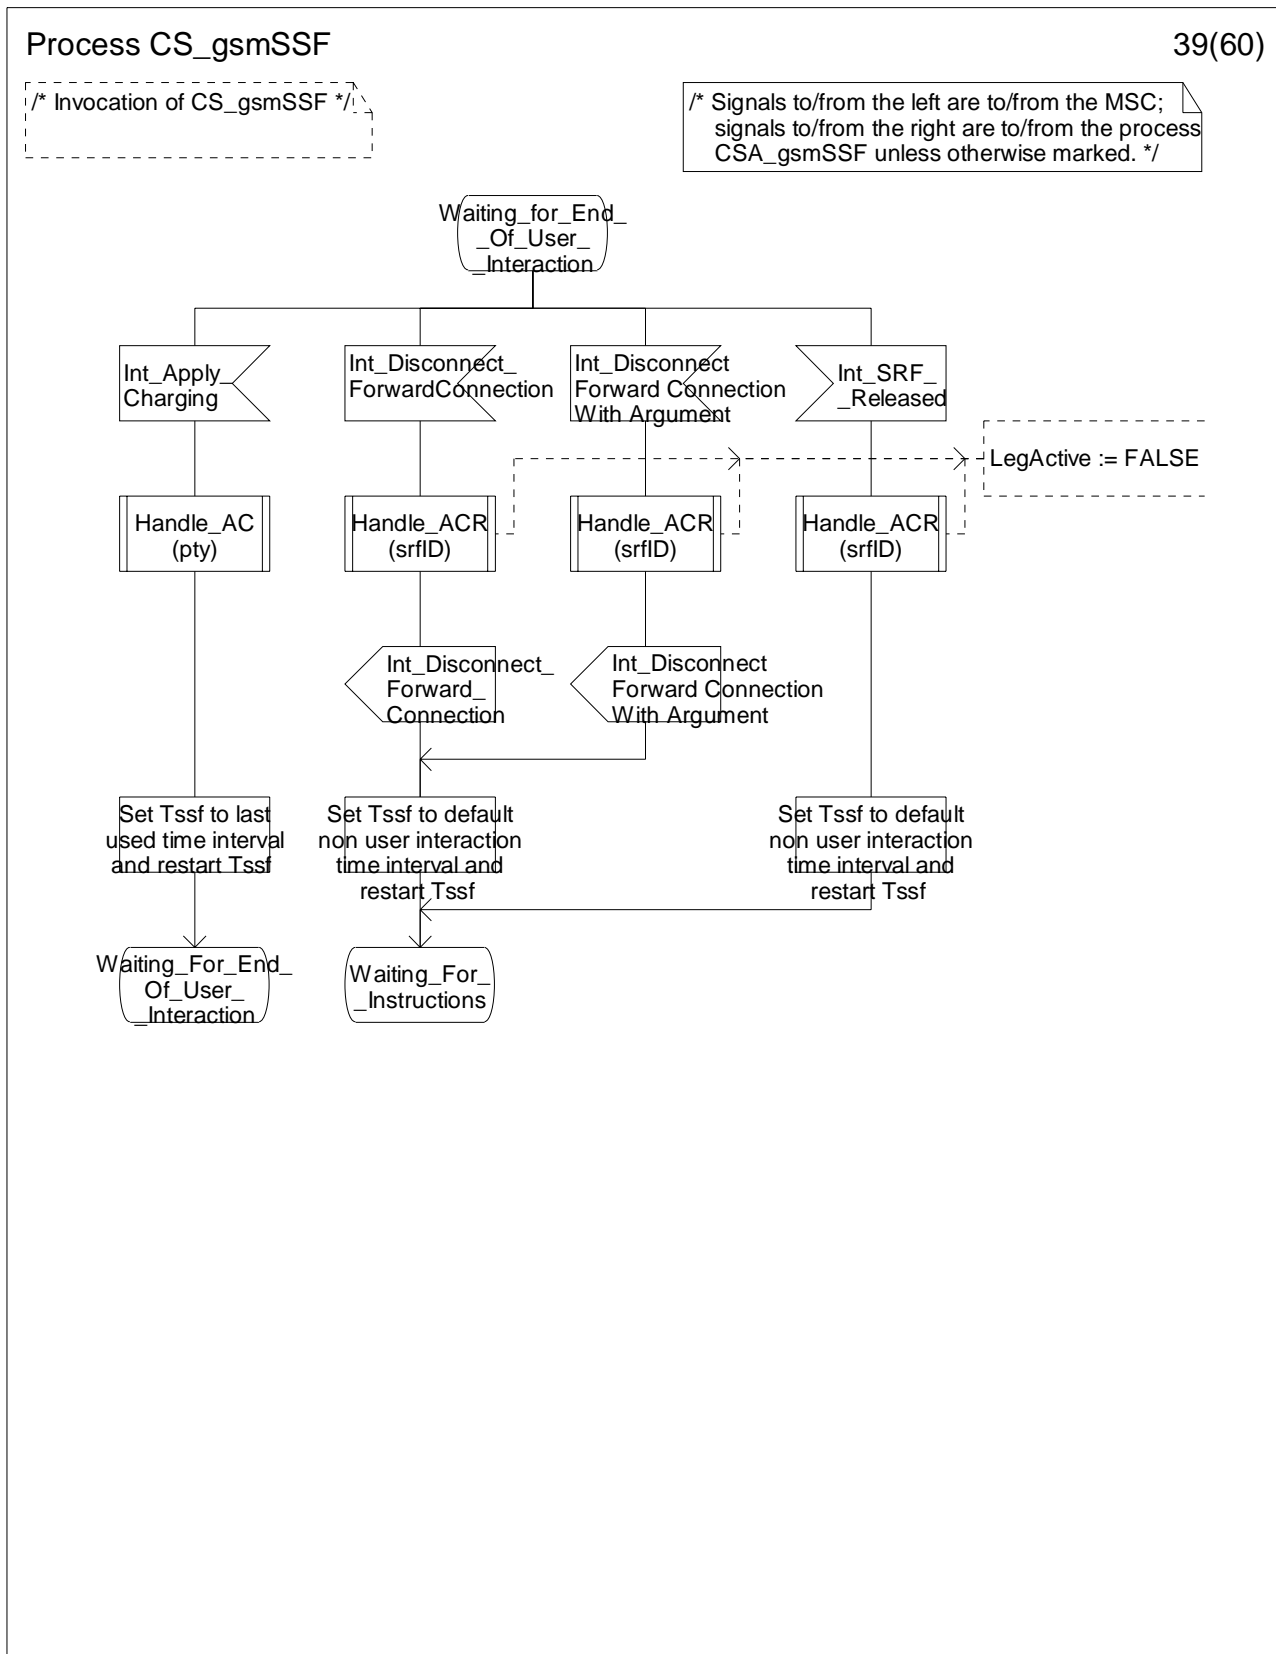 Process CS_gsmSSF
39(60)
/* Invocation of CS_gsmSSF */
/* Signals to/from the left are to/from the MSC;
signals to/from the right are to/from the process
CSA_gsmSSF unless otherwise marked. */
Waiting_for_End_
_Of_User_
_Interaction
Int_Apply_
Charging
Int_Disconnect_
ForwardConnection
Int_Disconnect
Forward Connection
With Argument
Int_SRF_
_Released
LegActive := FALSE
Handle_AC
(pty)
Handle_ACR
(srfID)
Handle_ACR
(srfID)
Handle_ACR
(srfID)
Int_Disconnect_
Forward_
Connection
Int_Disconnect
Forward Connection
With Argument
Set Tssf to last
used time interval
and restart Tssf
Set Tssf to default
non user interaction
time interval and
restart Tssf
Set Tssf to default
non user interaction
time interval and
restart Tssf
Waiting_For_End_
Of_User_
_Interaction
Waiting_For_
_Instructions